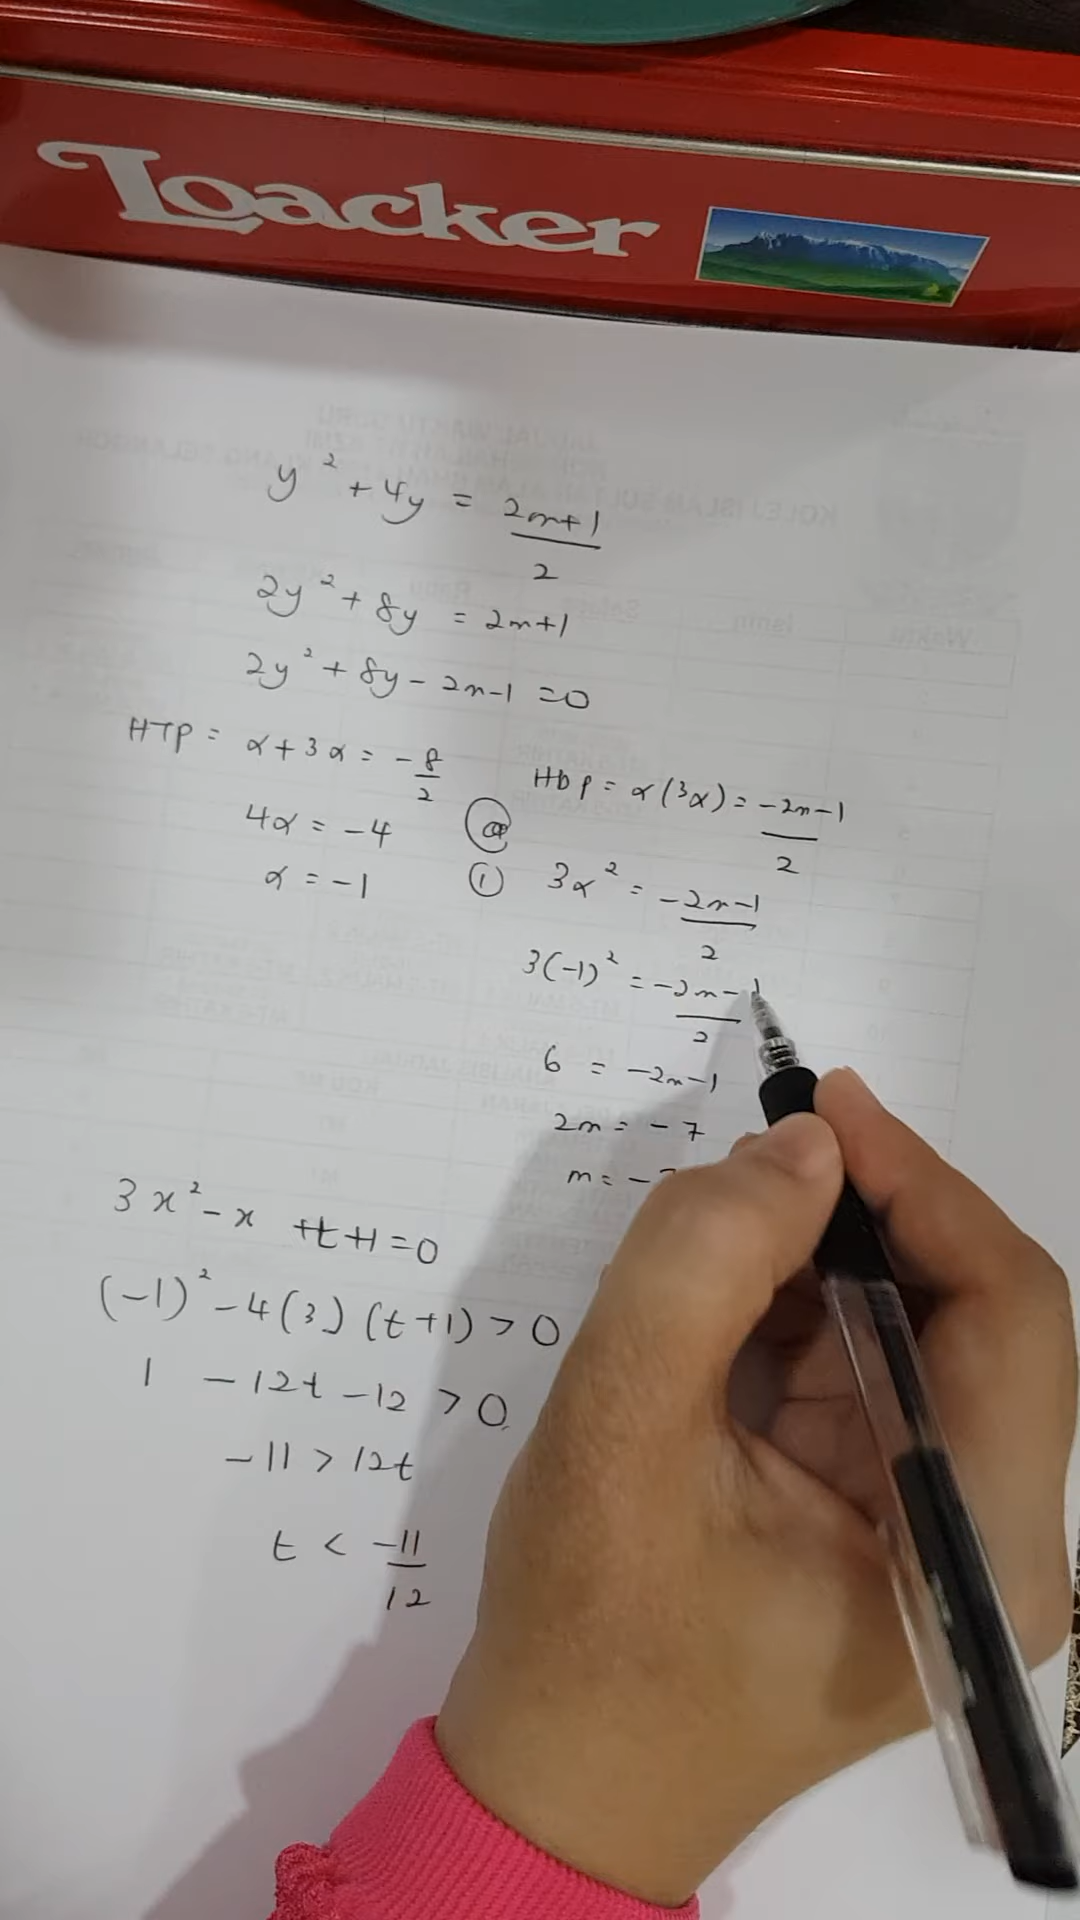 Loacker
y² + 4y = (2m+1)/2
2y² + 8y = 2m+1
2y² + 8y - 2m-1 = 0
HTP = α + 3α = -8/2
4α = -4
α = -1
HDP = α(3α) = (-2m-1)/2
① 3α² = (-2m-1)/2
3(-1)² = (-2m-1)/2
6 = -2m-1
2m = -7
m = -
3x² - x + t + 1 = 0
(-1)² - 4(3)(t+1) > 0
1 - 12t - 12 > 0
-11 > 12t
t < -11/12